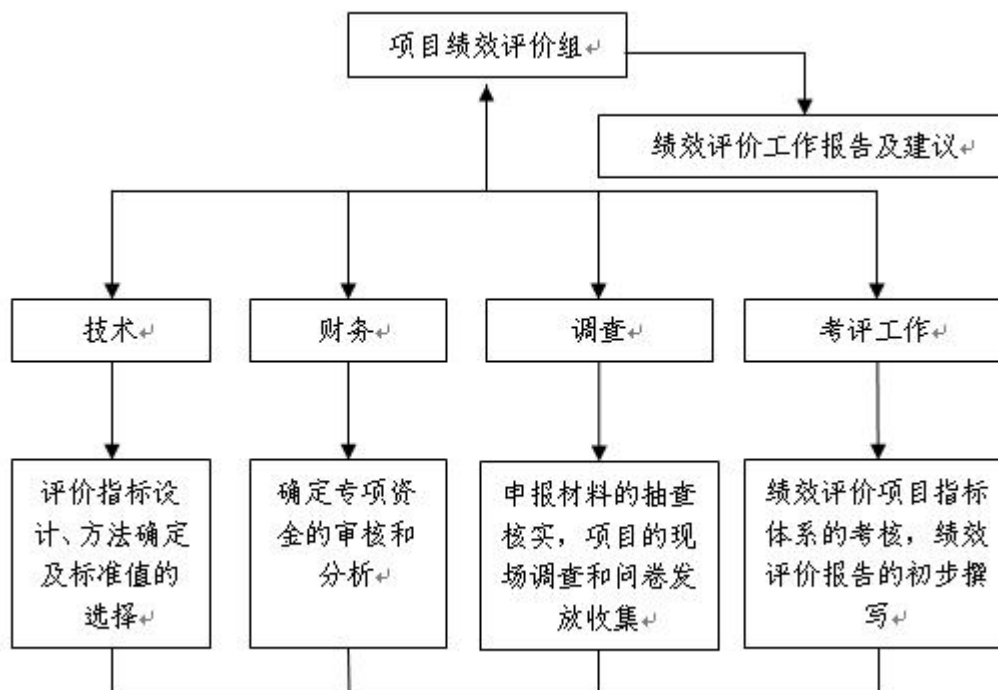 项目绩效评价组↵
绩效评价工作报告及建议↵
技术↵
财务↵
调查↵
考评工作↵
评价指标设
计、方法确定
及标准值的
选择↵
确定专项资
金的审核和
分析↵
申报材料的抽查
核实，项目的现
场调查和问卷发
放收集↵
绩效评价项目指标
体系的考核，绩效
评价报告的初步撰
写↵